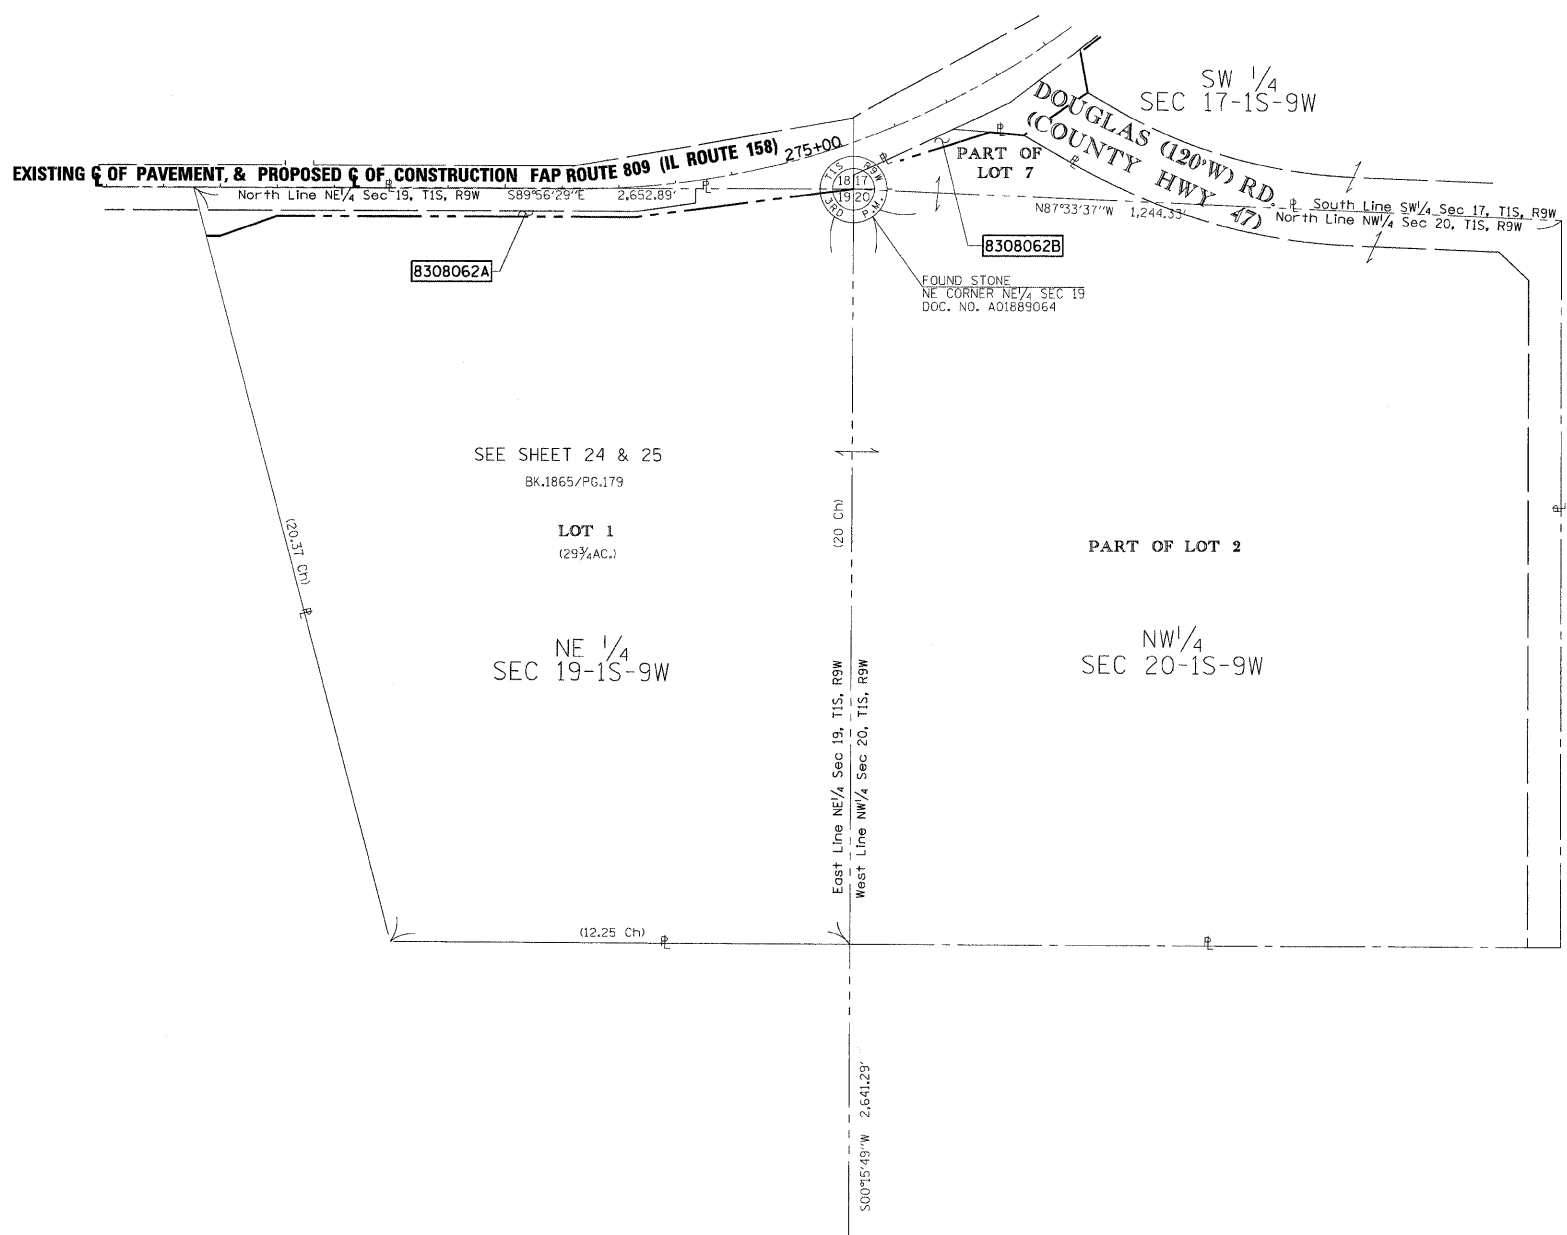 SW 1/4
SEC 17-1S-9W
DOUGLAS (120'W) RD.
(COUNTY HWY 47)
EXISTING ℄ OF PAVEMENT, & PROPOSED ℄ OF CONSTRUCTION FAP ROUTE 809 (IL ROUTE 158) 275+00
PART OF
LOT 7
T1S R9W
18 17
19 20
3RD P.M.
North Line NE1/4 Sec 19, T1S, R9W S89°56'29"E 2,652.89'
N87°33'37"W 1,244.33'
℄ South Line SW1/4 Sec 17, T1S, R9W
North Line NW1/4 Sec 20, T1S, R9W
8308062A
8308062B
FOUND STONE
NE CORNER NE1/4 SEC 19
DOC. NO. A01889064
SEE SHEET 24 & 25
BK.1865/PG.179
LOT 1
(29 3/4 AC.)
(20.37 Ch)
(20 Ch)
PART OF LOT 2
NE 1/4
SEC 19-1S-9W
NW1/4
SEC 20-1S-9W
East Line NE1/4 Sec 19, T1S, R9W
West Line NW1/4 Sec 20, T1S, R9W
(12.25 Ch)
S00°15'49"W 2,641.29'